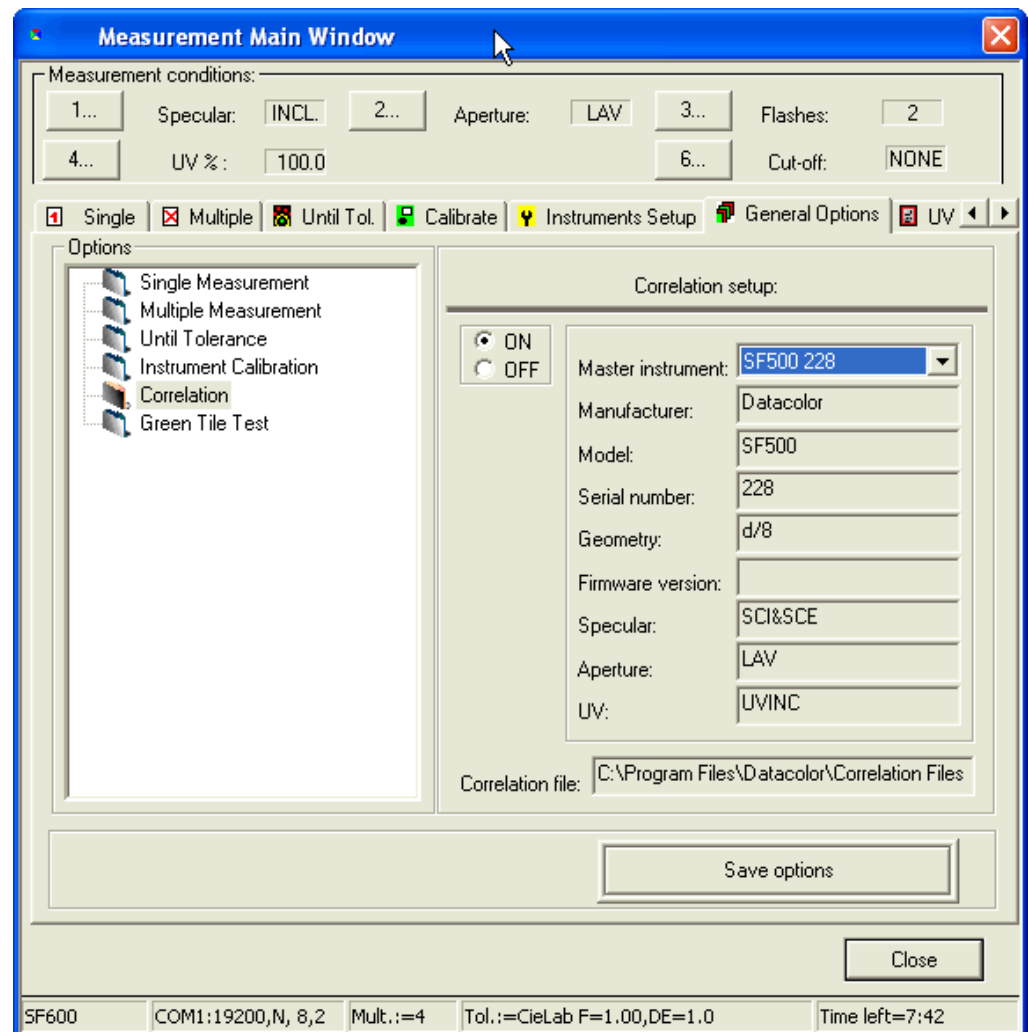 Measurement Main Window
Measurement conditions:
1... Specular: INCL. 2... Aperture: LAV 3... Flashes: 2
4... UV % : 100.0 6... Cut-off: NONE
1 Single Multiple Until Tol. Calibrate Instruments Setup General Options UV
Options
Single Measurement
Multiple Measurement
Until Tolerance
Instrument Calibration
Correlation
Green Tile Test
Correlation setup:
ON
OFF
Master instrument: SF500 228
Manufacturer: Datacolor
Model: SF500
Serial number: 228
Geometry: d/8
Firmware version:
Specular: SCI&SCE
Aperture: LAV
UV: UVINC
Correlation file: C:\Program Files\Datacolor\Correlation Files
Save options
Close
SF600 COM1:19200,N, 8,2 Mult.:=4 Tol.:=CieLab F=1.00,DE=1.0 Time left=7:42